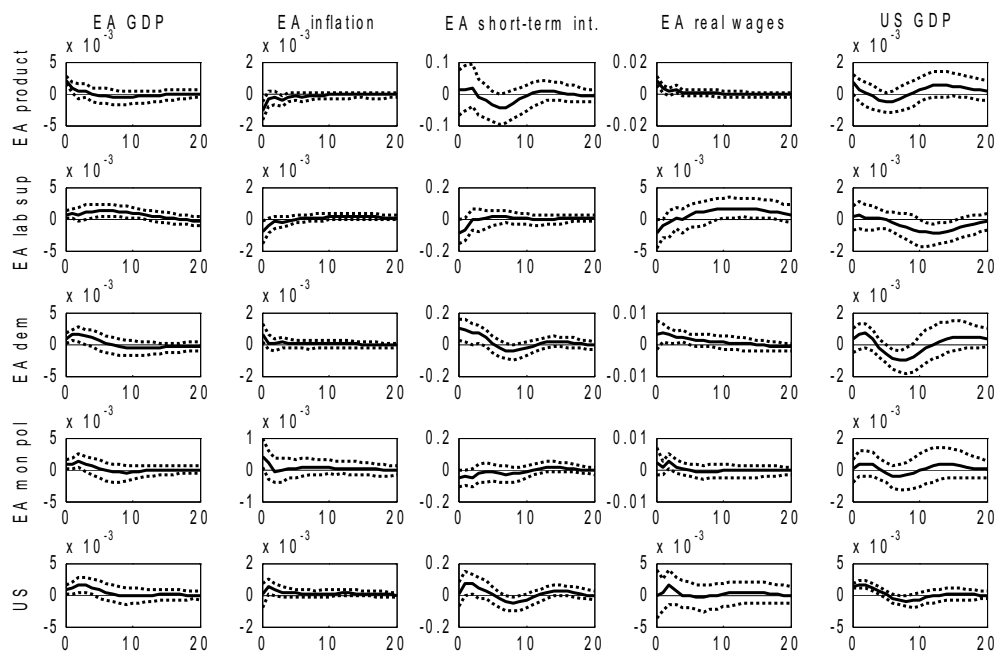 EA GDP EA inflation EA short-term int. EA real wages US GDP
x 10 -3 x 10 -3 x 10 -3
EA product 5 0 -5 2 0 -2 0.1 0 -0.1 0.02 0 -0.02 2 0 -2
0 10 20 0 10 20 0 10 20 0 10 20 0 10 20
x 10 -3 x 10 -3 x 10 -3 x 10 -3
EA lab sup 5 0 -5 2 0 -2 0.2 0 -0.2 5 0 -5 2 0 -2
0 10 20 0 10 20 0 10 20 0 10 20 0 10 20
x 10 -3 x 10 -3 x 10 -3
EA dem 5 0 -5 2 0 -2 0.2 0 -0.2 0.01 0 -0.01 2 0 -2
0 10 20 0 10 20 0 10 20 0 10 20 0 10 20
x 10 -3 x 10 -3 x 10 -3
EA mon pol 5 0 -5 1 0 -1 0.2 0 -0.2 0.01 0 -0.01 2 0 -2
0 10 20 0 10 20 0 10 20 0 10 20 0 10 20
x 10 -3 x 10 -3 x 10 -3 x 10 -3
US 5 0 -5 2 0 -2 0.2 0 -0.2 5 0 -5 5 0 -5
0 10 20 0 10 20 0 10 20 0 10 20 0 10 20